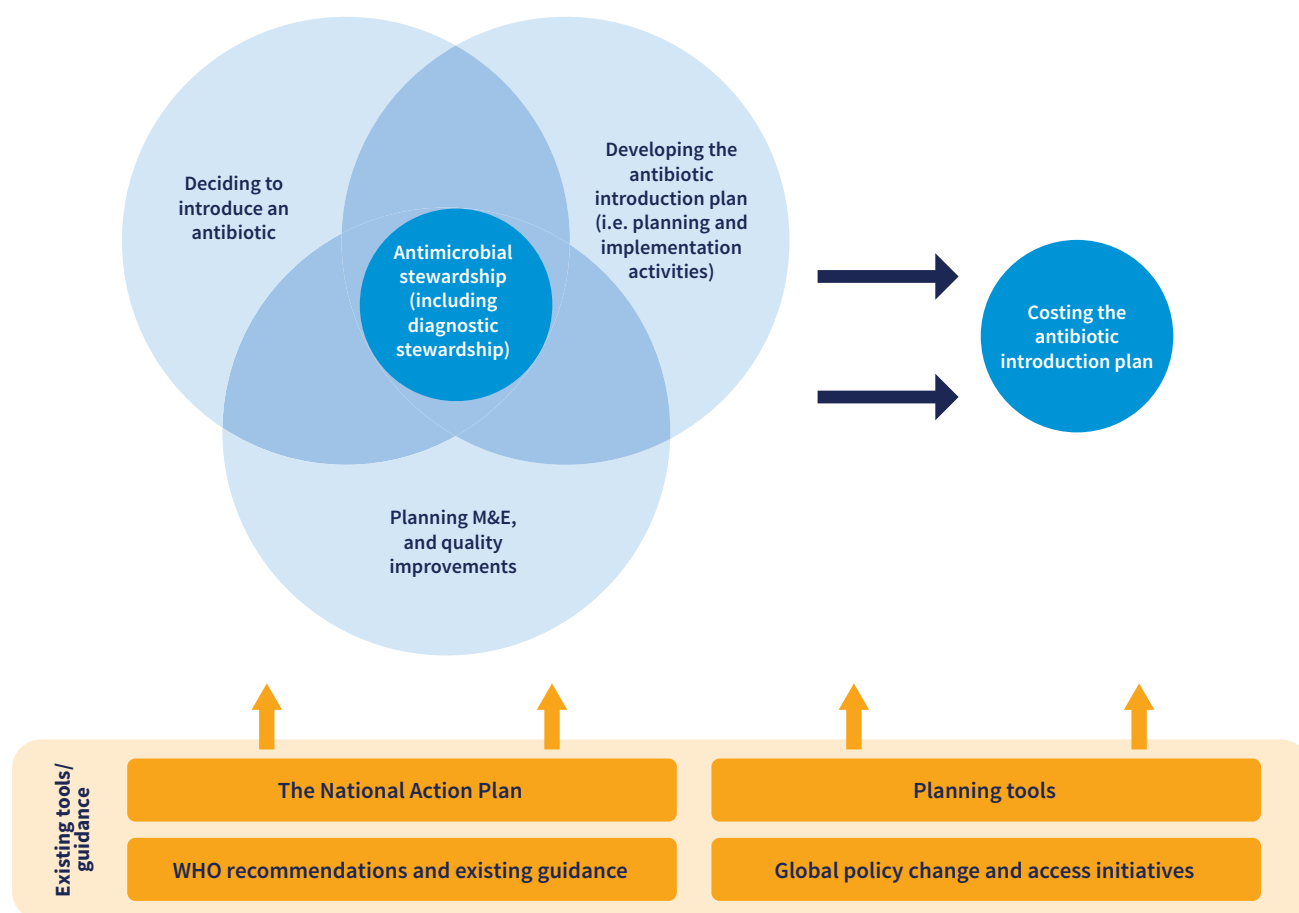 Deciding to
introduce an
antibiotic
Developing the
antibiotic
introduction plan
(i.e. planning and
implementation
activities)
Antimicrobial
stewardship
(including
diagnostic
stewardship)
Planning M&E,
and quality
improvements
Costing the
antibiotic
introduction plan
Existing tools/
guidance
The National Action Plan
Planning tools
WHO recommendations and existing guidance
Global policy change and access initiatives